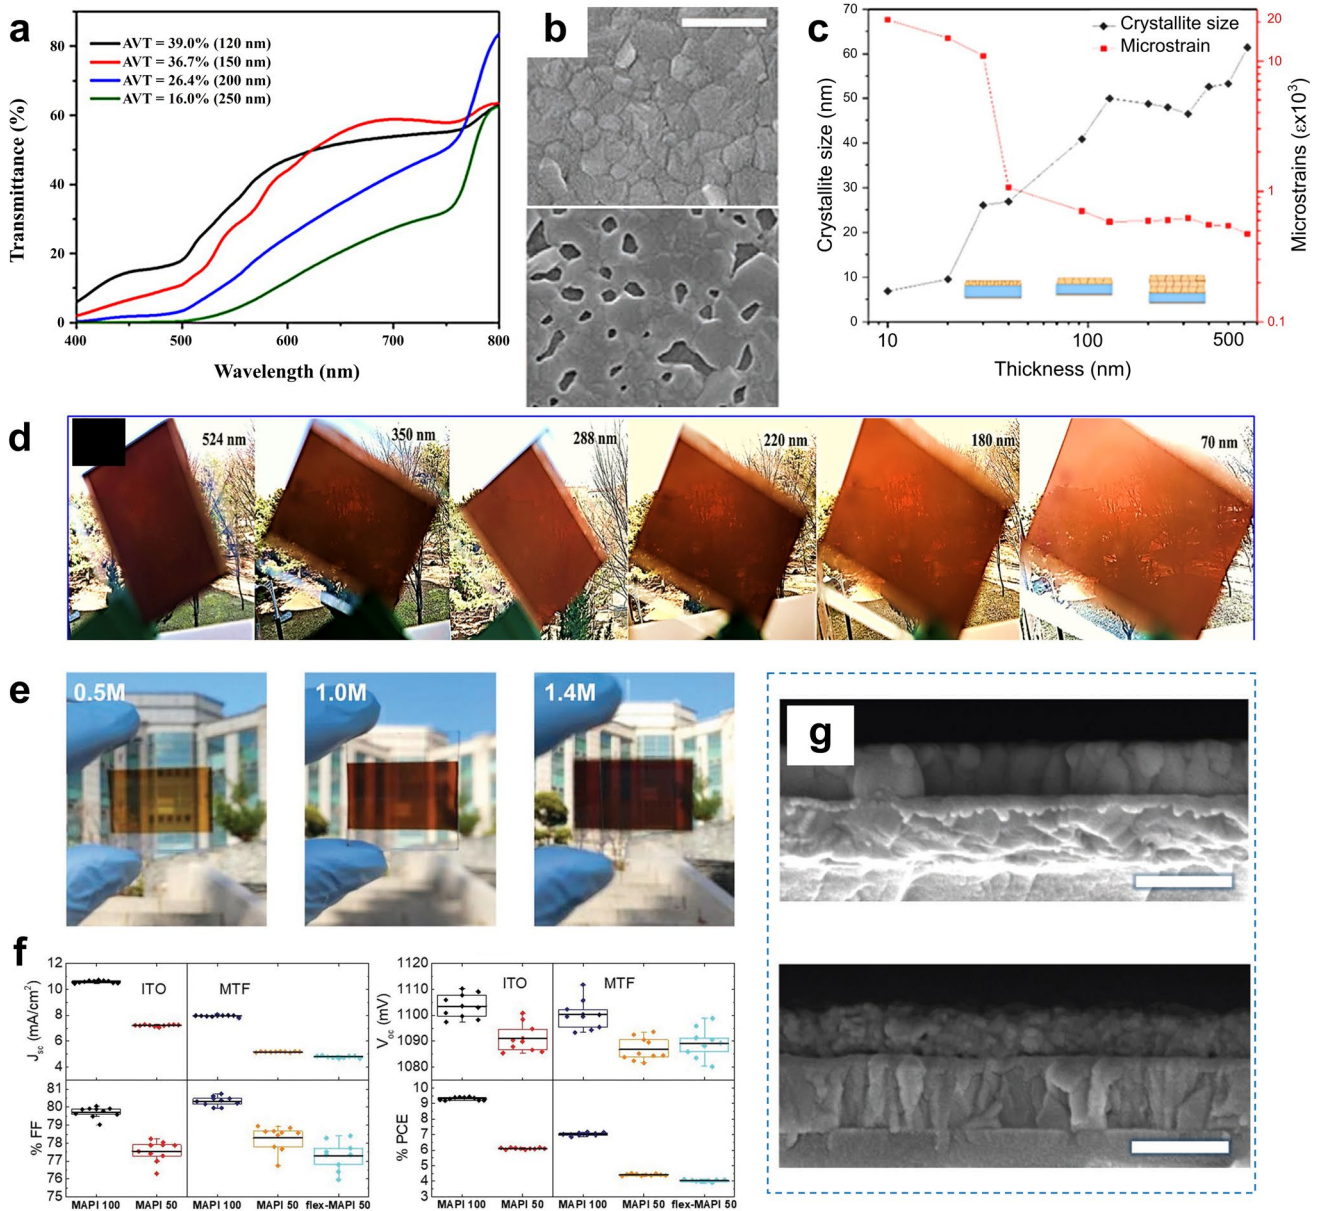 a
80
60
40
20
0
Transmittance (%)
AVT = 39.0% (120 nm)
AVT = 36.7% (150 nm)
AVT = 26.4% (200 nm)
AVT = 16.0% (250 nm)
400 500 600 700 800
Wavelength (nm)
b
c
70
60
50
40
30
20
10
0
Crystallite size (nm)
Crystallite size
Microstrain
20
10
1
0.1
Microstrains (εx10³)
10 100 500
Thickness (nm)
d
524 nm
350 nm
288 nm
220 nm
180 nm
70 nm
e
0.5M
1.0M
1.4M
f
12
10
8
6
4
Jsc (mA/cm²)
ITO MTF
81
80
79
78
77
76
75
% FF
MAPI 100 MAPI 50 MAPI 100 MAPI 50 flex-MAPI 50
1120
1110
1100
1090
1080
Voc (mV)
ITO MTF
10
9
8
7
6
5
4
3
% PCE
MAPI 100 MAPI 50 MAPI 100 MAPI 50 flex-MAPI 50
g